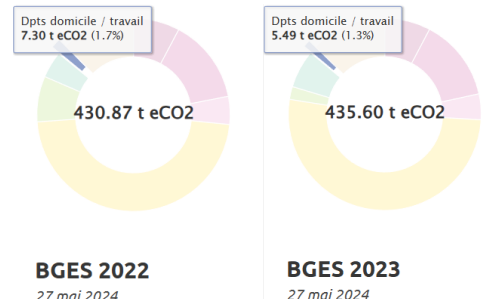 Dpts domicile / travail
7.30 t eCO2 (1.7%)
430.87 t eCO2
BGES 2022
27 mai 2024
Dpts domicile / travail
5.49 t eCO2 (1.3%)
435.60 t eCO2
BGES 2023
27 mai 2024